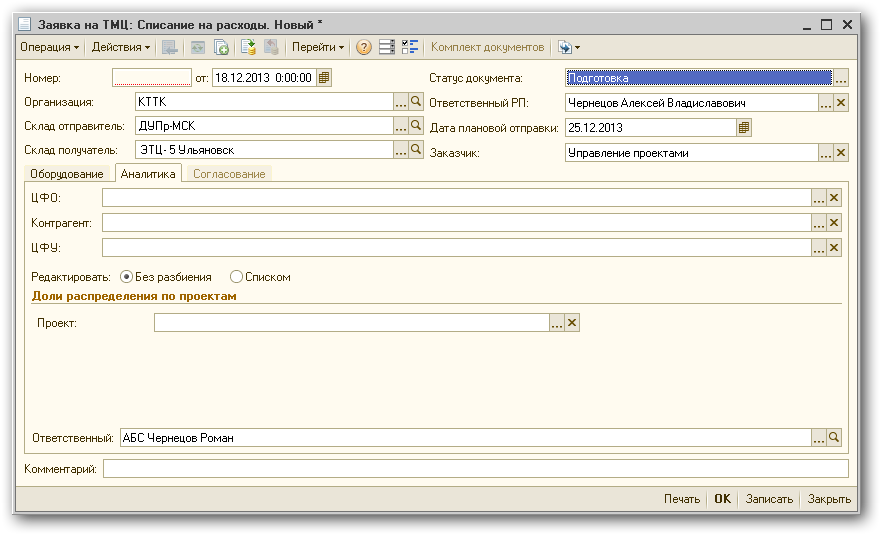 Заявка на ТМЦ: Списание на расходы. Новый *
Операция Действия Перейти ? Комплект документов
Номер: от: 18.12.2013 0:00:00 Статус документа: Подготовка ...
Организация: КТТК ... Ответственный РП: Чернецов Алексей Владиславович ... ×
Склад отправитель: ДУПр-МСК ... Дата плановой отправки: 25.12.2013
Склад получатель: ЭТЦ- 5 Ульяновск ... Заказчик: Управление проектами ... ×
Оборудование Аналитика Согласование
ЦФО: ... ×
Контрагент: ... ×
ЦФУ: ... ×
Редактировать: Без разбиения Списком
Доли распределения по проектам
Проект: ... ×
Ответственный: АБС Чернецов Роман ...
Комментарий:
Печать OK Записать Закрыть